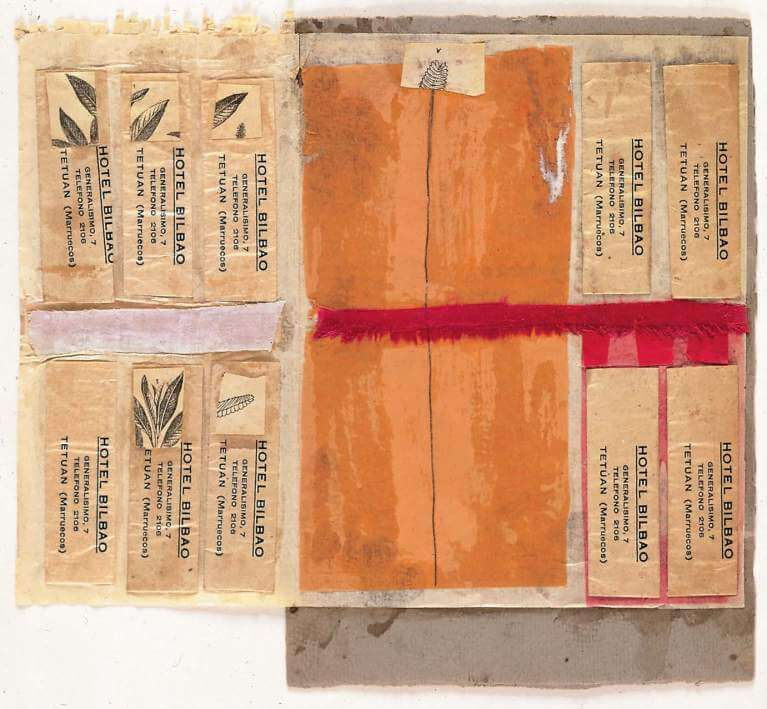 HOTEL BILBAO
GENERALISIMO, 7
TELEFONO 2106
TETUAN (Marruecos)
HOTEL BILBAO
GENERALISIMO, 7
TELEFONO 2106
TETUAN (Marruecos)
HOTEL BILBAO
GENERALISIMO, 7
TELEFONO 2106
TETUAN (Marruecos)
v
HOTEL BILBAO
GENERALISIMO, 7
TELEFONO 2106
TETUAN (Marruecos)
HOTEL BILBAO
GENERALISIMO, 7
TELEFONO 2106
TETUAN (Marruecos)
HOTEL BILBAO
GENERALISIMO, 7
TELEFONO 2106
TETUAN (Marruecos)
HOTEL BILBAO
GENERALISIMO, 7
TELEFONO 2106
ETUAN (Marruecos)
HOTEL BILBAO
GENERALISIMO, 7
TELEFONO 2106
TETUAN (Marruecos)
HOTEL BILBAO
GENERALISIMO, 7
TELEFONO 2106
TETUAN (Marruecos)
HOTEL BILBAO
GENERALISIMO, 7
TELEFONO 2106
TETUAN (Marruecos)